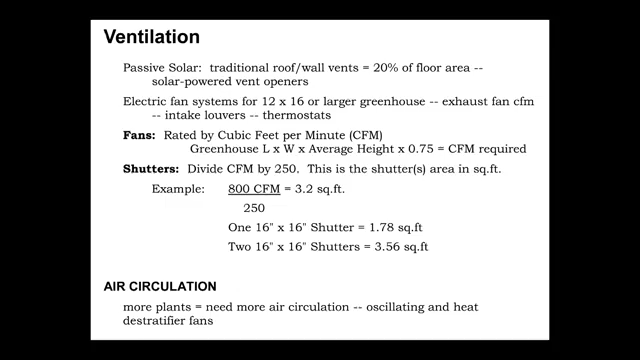 Ventilation
Passive Solar: traditional roof/wall vents = 20% of floor area --
solar-powered vent openers
Electric fan systems for 12 x 16 or larger greenhouse -- exhaust fan cfm
-- intake louvers -- thermostats
Fans: Rated by Cubic Feet per Minute (CFM)
Greenhouse L x W x Average Height x 0.75 = CFM required
Shutters: Divide CFM by 250. This is the shutter(s) area in sq.ft.
Example: 800 CFM = 3.2 sq.ft.
250
One 16" x 16" Shutter = 1.78 sq.ft
Two 16" x 16" Shutters = 3.56 sq.ft
AIR CIRCULATION
more plants = need more air circulation -- oscillating and heat
destratifier fans